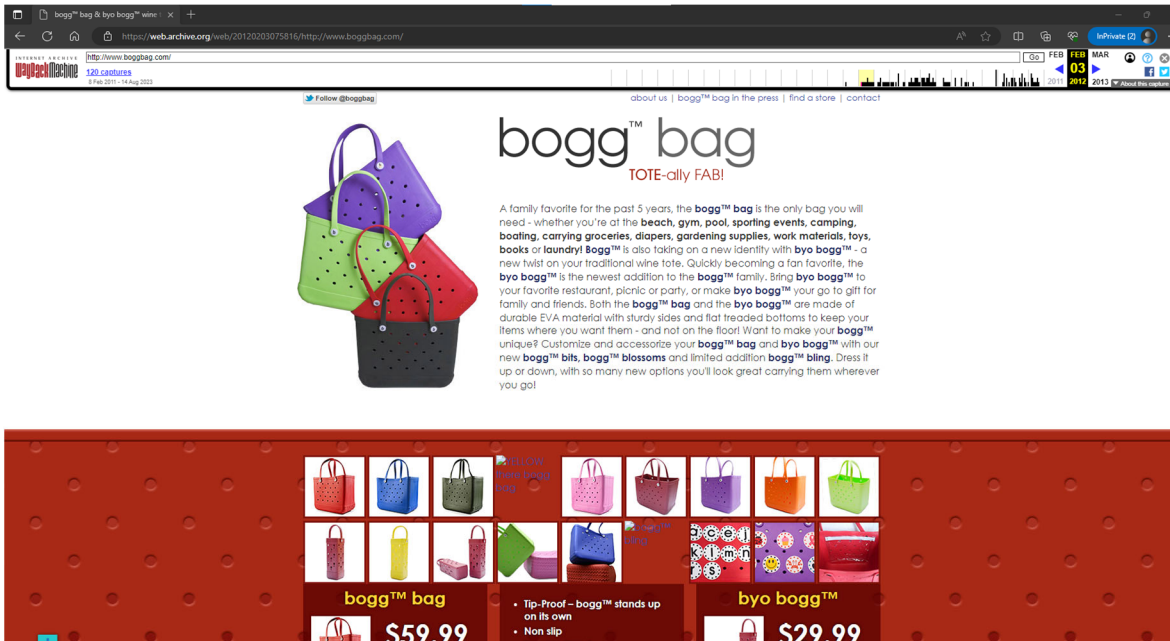 bogg™ bag & byo bogg™ wine t
https://web.archive.org/web/20120203075816/http://www.boggbag.com/
InPrivate (2)
INTERNET ARCHIVE
WayBackMachine
http://www.boggbag.com/
Go
FEB FEB MAR
120 captures
03
8 Feb 2011 - 14 Aug 2023
2011 2012 2013
About this capture
Follow @boggbag
about us | bogg™ bag in the press | find a store | contact
bogg™ bag
TOTE-ally FAB!
A family favorite for the past 5 years, the bogg™ bag is the only bag you will
need - whether you're at the beach, gym, pool, sporting events, camping,
boating, carrying groceries, diapers, gardening supplies, work materials, toys,
books or laundry! Bogg™ is also taking on a new identity with byo bogg™ - a
new twist on your traditional wine tote. Quickly becoming a fan favorite, the
byo bogg™ is the newest addition to the bogg™ family. Bring byo bogg™ to
your favorite restaurant, picnic or party, or make byo bogg™ your go to gift for
family and friends. Both the bogg™ bag and the byo bogg™ are made of
durable EVA material with sturdy sides and flat treaded bottoms to keep your
items where you want them - and not on the floor! Want to make your bogg™
unique? Customize and accessorize your bogg™ bag and byo bogg™ with our
new bogg™ bits, bogg™ blossoms and limited addition bogg™ bling. Dress it
up or down, with so many new options you'll look great carrying them wherever
you go!
YELLOW
bogg
bag
bogg™
bling
a c e i
k l m n
r s
bogg™ bag
$59.99
• Tip-Proof – bogg™ stands up
on its own
• Non slip
byo bogg™
$29.99